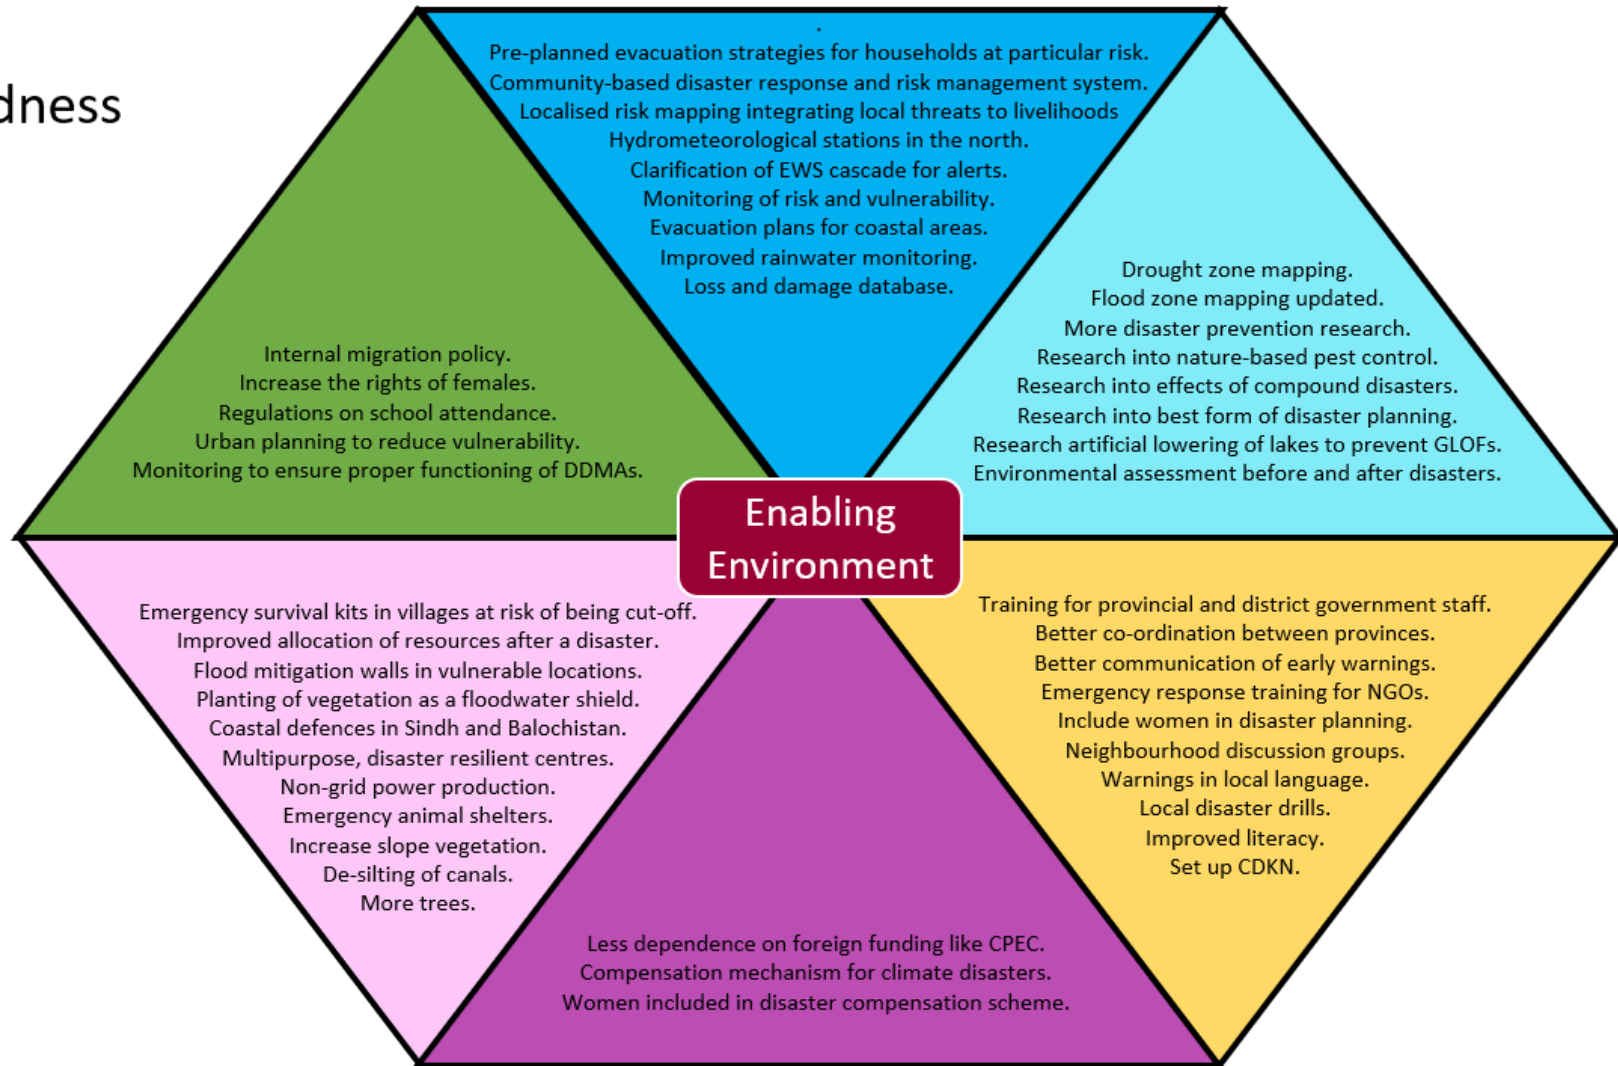 dness
.
Pre-planned evacuation strategies for households at particular risk.
Community-based disaster response and risk management system.
Localised risk mapping integrating local threats to livelihoods
Hydrometeorological stations in the north.
Clarification of EWS cascade for alerts.
Monitoring of risk and vulnerability.
Evacuation plans for coastal areas.
Improved rainwater monitoring.
Loss and damage database.
Drought zone mapping.
Flood zone mapping updated.
More disaster prevention research.
Research into nature-based pest control.
Research into effects of compound disasters.
Research into best form of disaster planning.
Research artificial lowering of lakes to prevent GLOFs.
Environmental assessment before and after disasters.
Internal migration policy.
Increase the rights of females.
Regulations on school attendance.
Urban planning to reduce vulnerability.
Monitoring to ensure proper functioning of DDMAs.
Enabling
Environment
Emergency survival kits in villages at risk of being cut-off.
Improved allocation of resources after a disaster.
Flood mitigation walls in vulnerable locations.
Planting of vegetation as a floodwater shield.
Coastal defences in Sindh and Balochistan.
Multipurpose, disaster resilient centres.
Non-grid power production.
Emergency animal shelters.
Increase slope vegetation.
De-silting of canals.
More trees.
Training for provincial and district government staff.
Better co-ordination between provinces.
Better communication of early warnings.
Emergency response training for NGOs.
Include women in disaster planning.
Neighbourhood discussion groups.
Warnings in local language.
Local disaster drills.
Improved literacy.
Set up CDKN.
Less dependence on foreign funding like CPEC.
Compensation mechanism for climate disasters.
Women included in disaster compensation scheme.